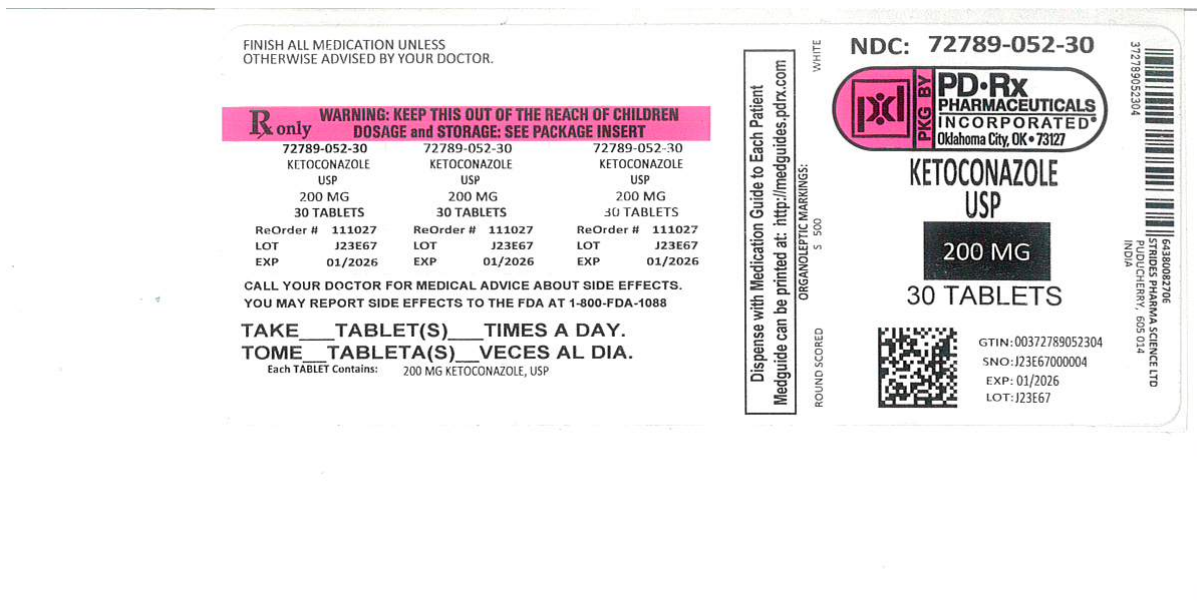 FINISH ALL MEDICATION UNLESS
OTHERWISE ADVISED BY YOUR DOCTOR.
Rx only
WARNING: KEEP THIS OUT OF THE REACH OF CHILDREN
DOSAGE and STORAGE: SEE PACKAGE INSERT
72789-052-30 72789-052-30 72789-052-30
KETOCONAZOLE KETOCONAZOLE KETOCONAZOLE
USP USP USP
200 MG 200 MG 200 MG
30 TABLETS 30 TABLETS 30 TABLETS
ReOrder # 111027 ReOrder # 111027 ReOrder # 111027
LOT J23E67 LOT J23E67 LOT J23E67
EXP 01/2026 EXP 01/2026 EXP 01/2026
CALL YOUR DOCTOR FOR MEDICAL ADVICE ABOUT SIDE EFFECTS.
YOU MAY REPORT SIDE EFFECTS TO THE FDA AT 1-800-FDA-1088
TAKE___TABLET(S)___TIMES A DAY.
TOME__TABLETA(S)__VECES AL DIA.
Each TABLET Contains: 200 MG KETOCONAZOLE, USP
Dispense with Medication Guide to Each Patient
Medguide can be printed at: http://medguides.pdrx.com
ORGANOLEPTIC MARKINGS:
S 500
ROUND SCORED WHITE
NDC: 72789-052-30
pd
PKG BY
PD·Rx
PHARMACEUTICALS
INCORPORATED®
Oklahoma City, OK • 73127
KETOCONAZOLE
USP
200 MG
30 TABLETS
GTIN: 00372789052304
SNO: J23E67000004
EXP: 01/2026
LOT: J23E67
372789052304
64380082706
STRIDES PHARMA SCIENCE LTD
PUDUCHERRY, 605 014
INDIA